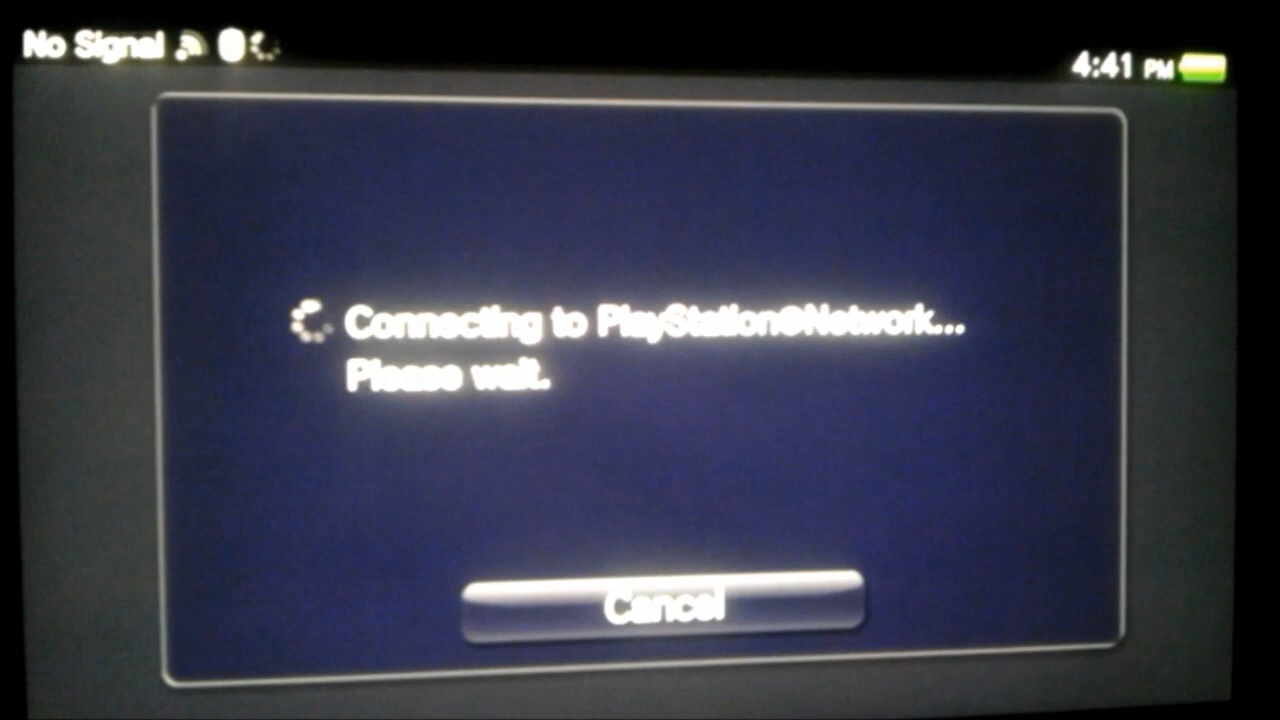 No Signal
4:41 PM
Connecting to PlayStation®Network...
Please wait.
Cancel